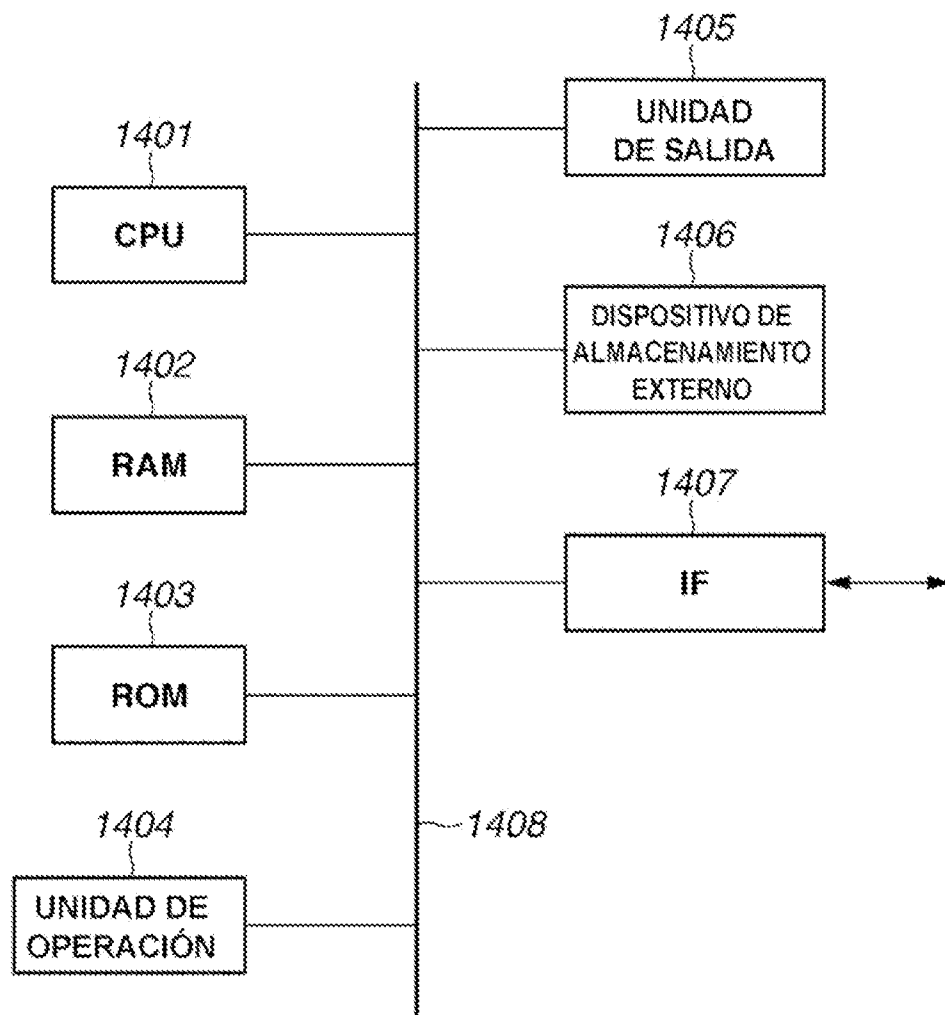 1401
CPU
1402
RAM
1403
ROM
1404
UNIDAD DE
OPERACIÓN
1405
UNIDAD
DE SALIDA
1406
DISPOSITIVO DE
ALMACENAMIENTO
EXTERNO
1407
IF
1408